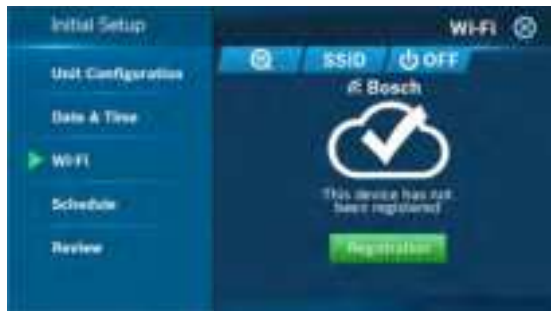 Initial Setup
Wi-Fi
Unit Configuration
Date & Time
Wi-Fi
Schedule
Review
SSID
OFF
Bosch
This device has not
been registered
Registration